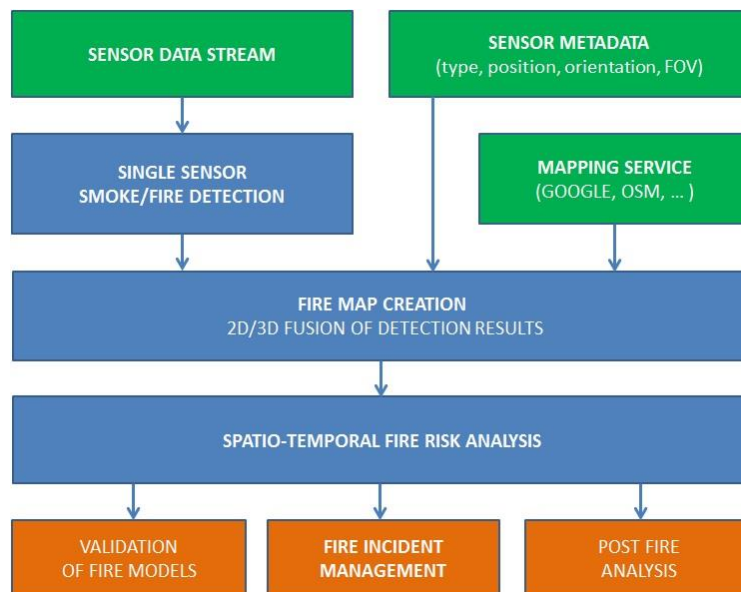 SENSOR DATA STREAM
SENSOR METADATA
(type, position, orientation, FOV)
SINGLE SENSOR
SMOKE/FIRE DETECTION
MAPPING SERVICE
(GOOGLE, OSM, ... )
FIRE MAP CREATION
2D/3D FUSION OF DETECTION RESULTS
SPATIO-TEMPORAL FIRE RISK ANALYSIS
VALIDATION
OF FIRE MODELS
FIRE INCIDENT
MANAGEMENT
POST FIRE
ANALYSIS